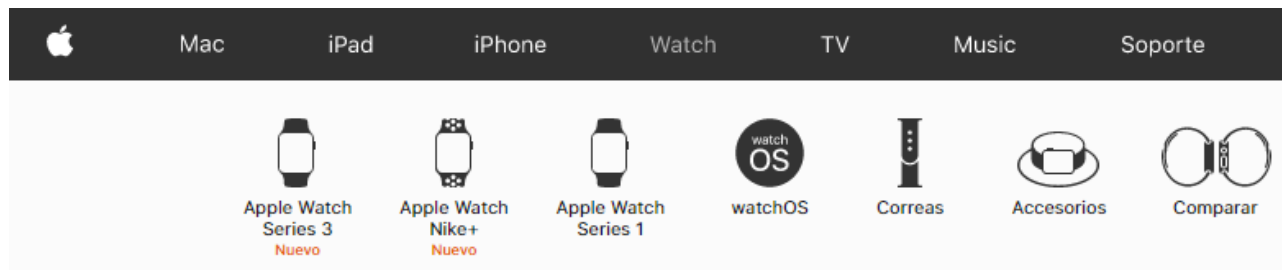 Mac iPad iPhone Watch TV Music Soporte
watch
OS
Apple Watch
Series 3
Nuevo
Apple Watch
Nike+
Nuevo
Apple Watch
Series 1
watchOS
Correas
Accesorios
Comparar